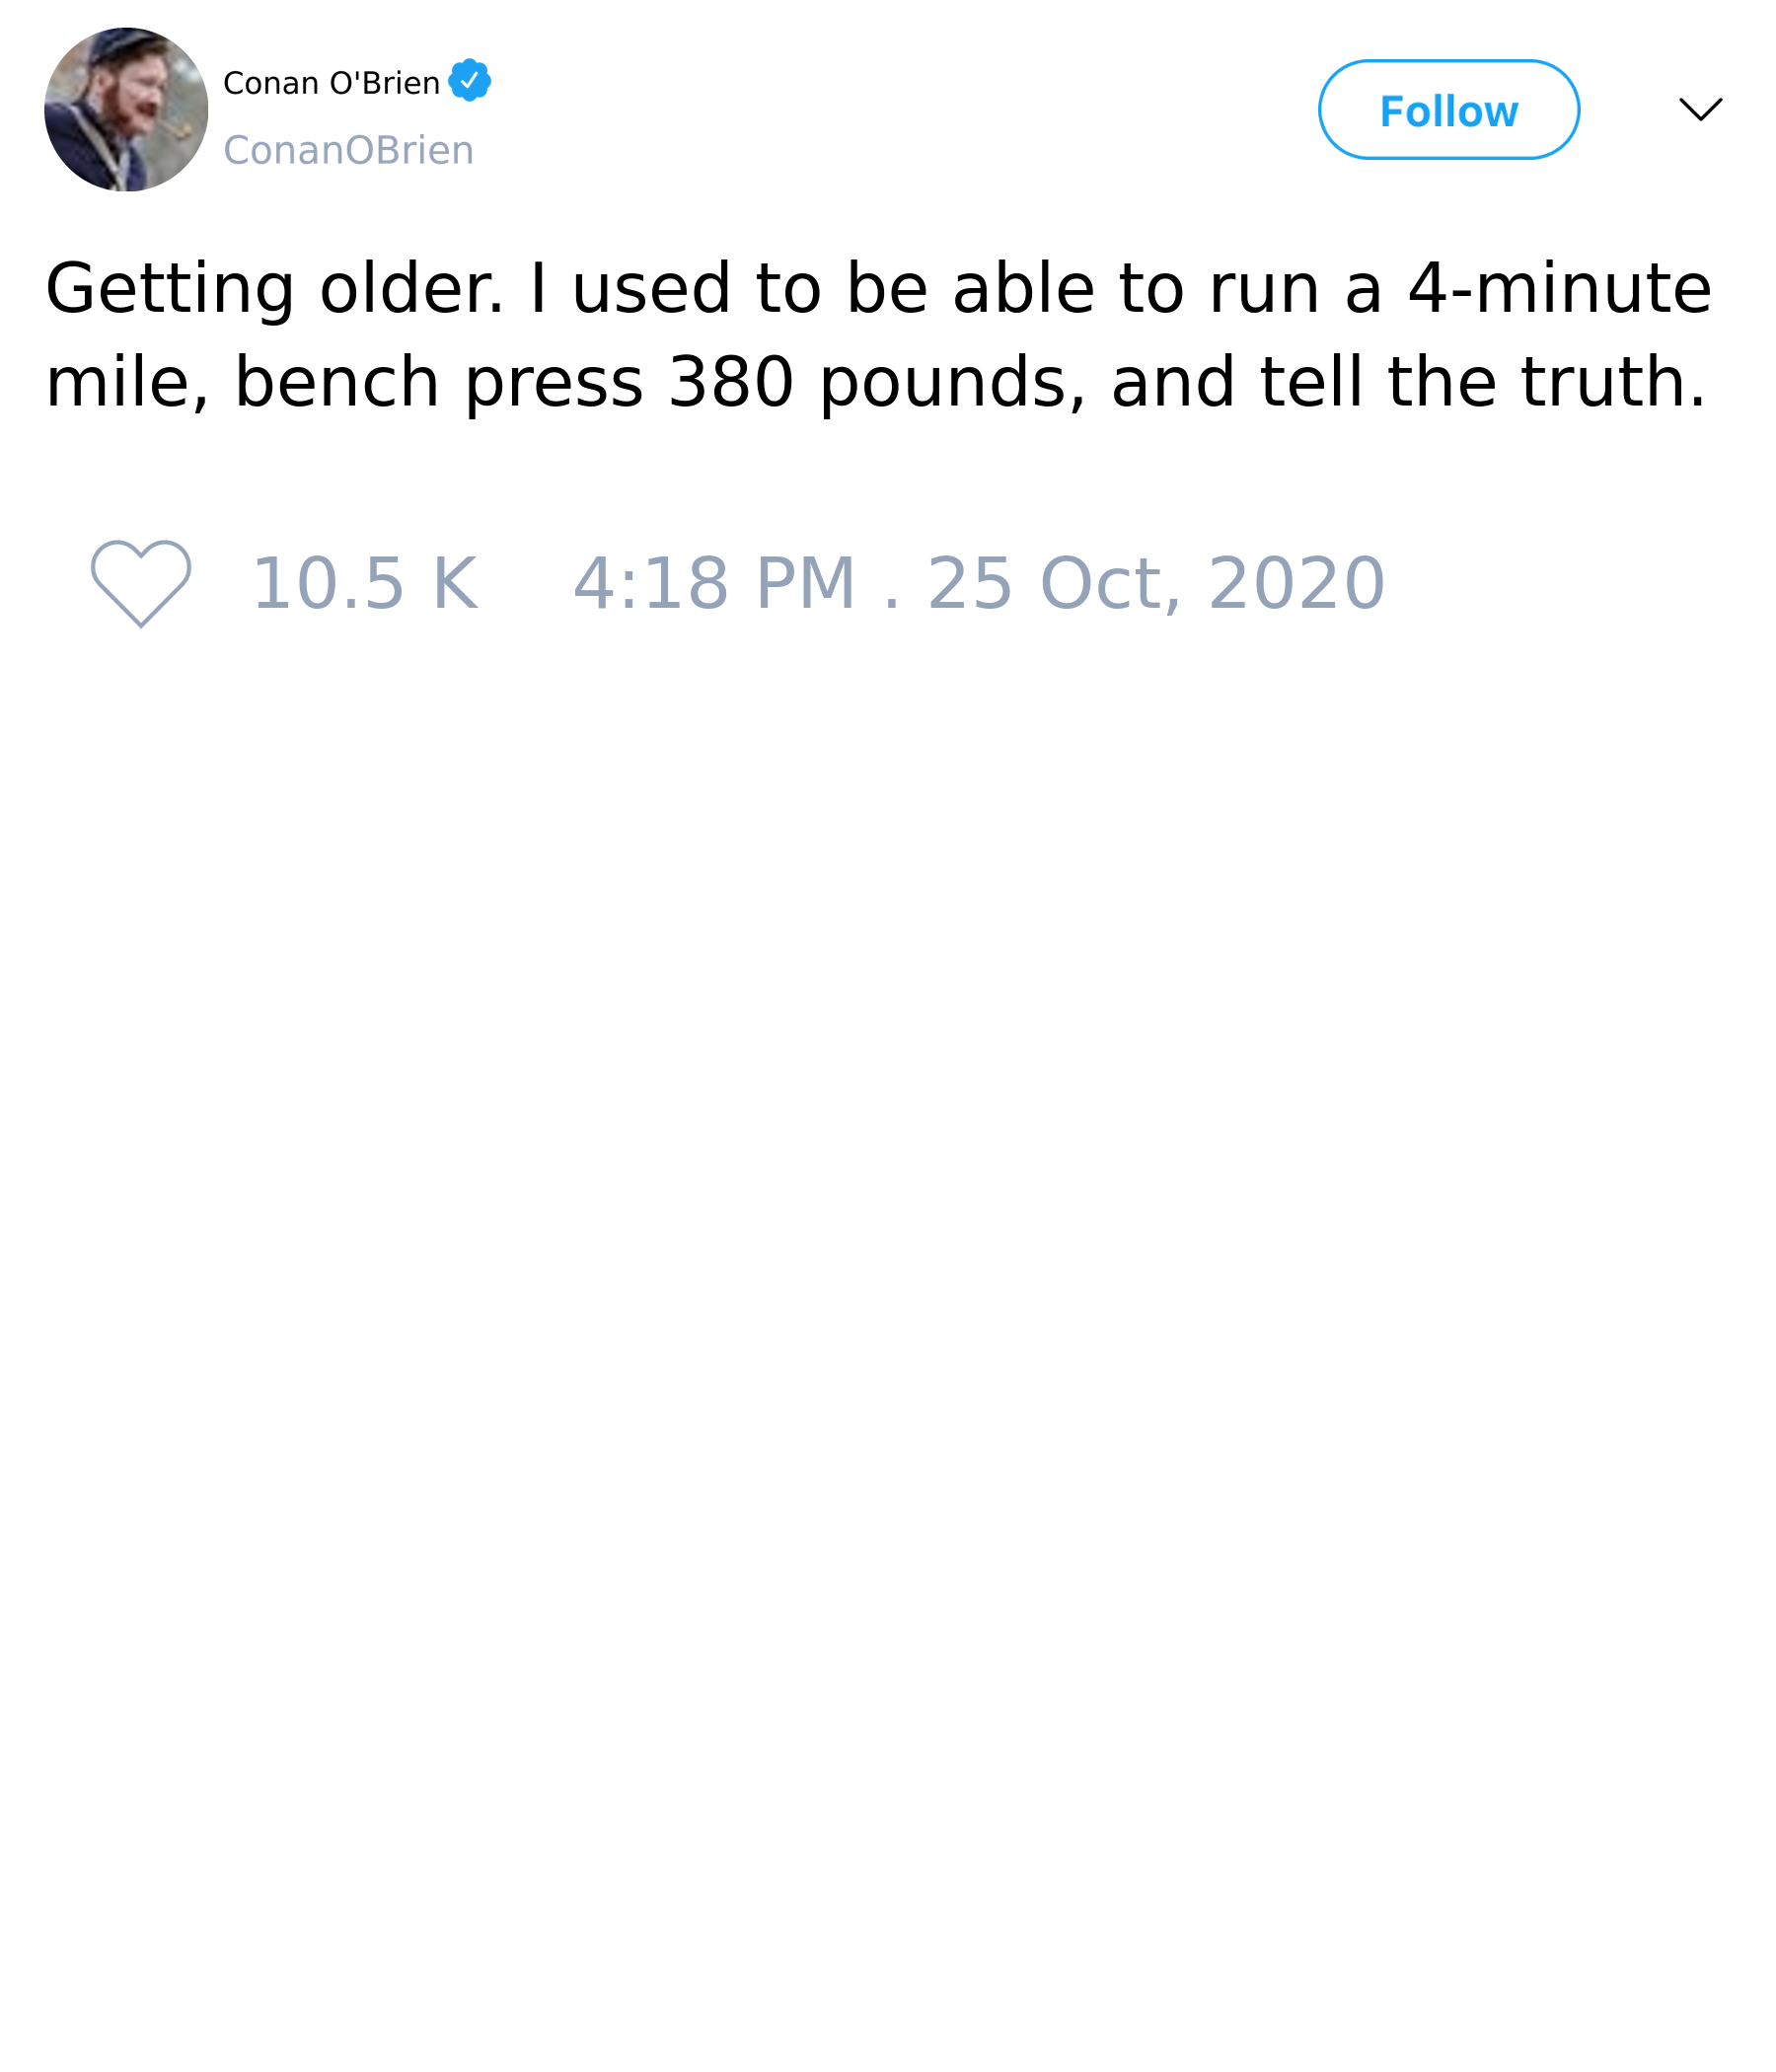 Conan O'Brien
ConanOBrien
Follow
Getting older. I used to be able to run a 4-minute
mile, bench press 380 pounds, and tell the truth.
10.5 K 4:18 PM . 25 Oct, 2020